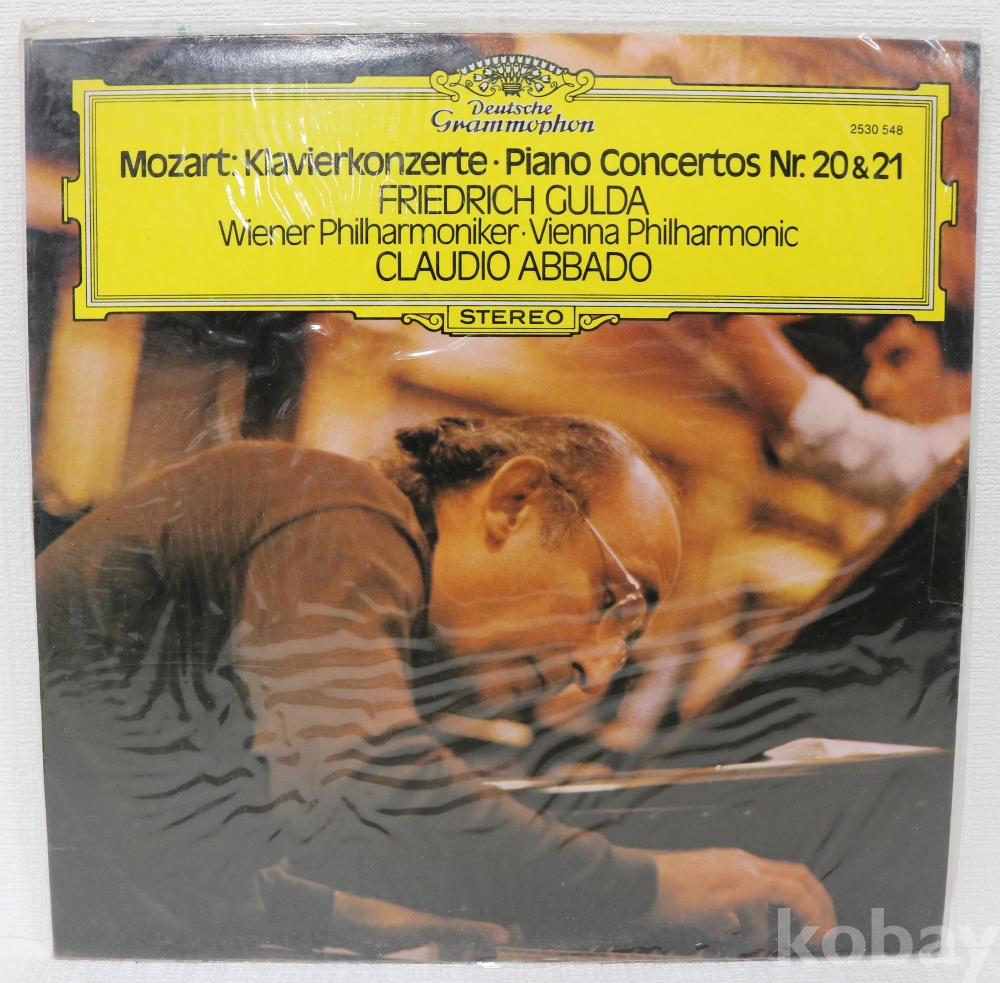 Deutsche
Grammophon
2530 548
Mozart: Klavierkonzerte · Piano Concertos Nr. 20 & 21
FRIEDRICH GULDA
Wiener Philharmoniker · Vienna Philharmonic
CLAUDIO ABBADO
STEREO
kobay